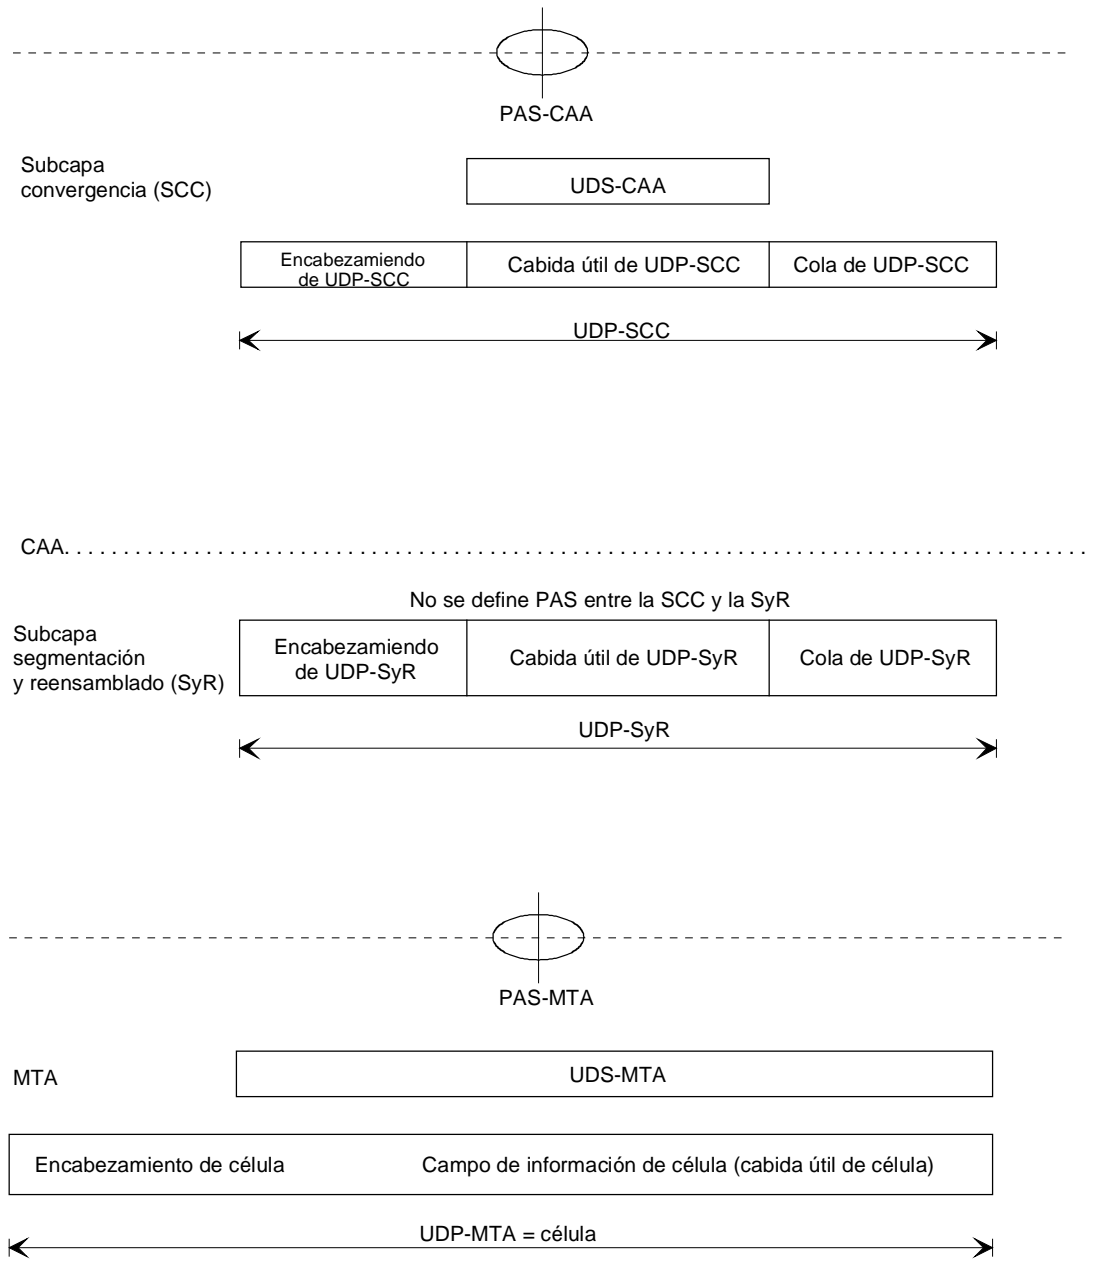 PAS-CAA
Subcapa
convergencia (SCC)
UDS-CAA
Encabezamiendo
de UDP-SCC
Cabida útil de UDP-SCC
Cola de UDP-SCC
UDP-SCC
CAA. . . . . . . . . . . . . . . . . . . . . . . . . . . . . . . . . . . . . . . . . . . . . . . . . . . . . . . . . . . . . . . . . . . . . . . . . . . . . . . . . . . . . .
No se define PAS entre la SCC y la SyR
Subcapa
segmentación
y reensamblado (SyR)
Encabezamiendo
de UDP-SyR
Cabida útil de UDP-SyR
Cola de UDP-SyR
UDP-SyR
PAS-MTA
MTA
UDS-MTA
Encabezamiento de célula
Campo de información de célula (cabida útil de célula)
UDP-MTA = célula